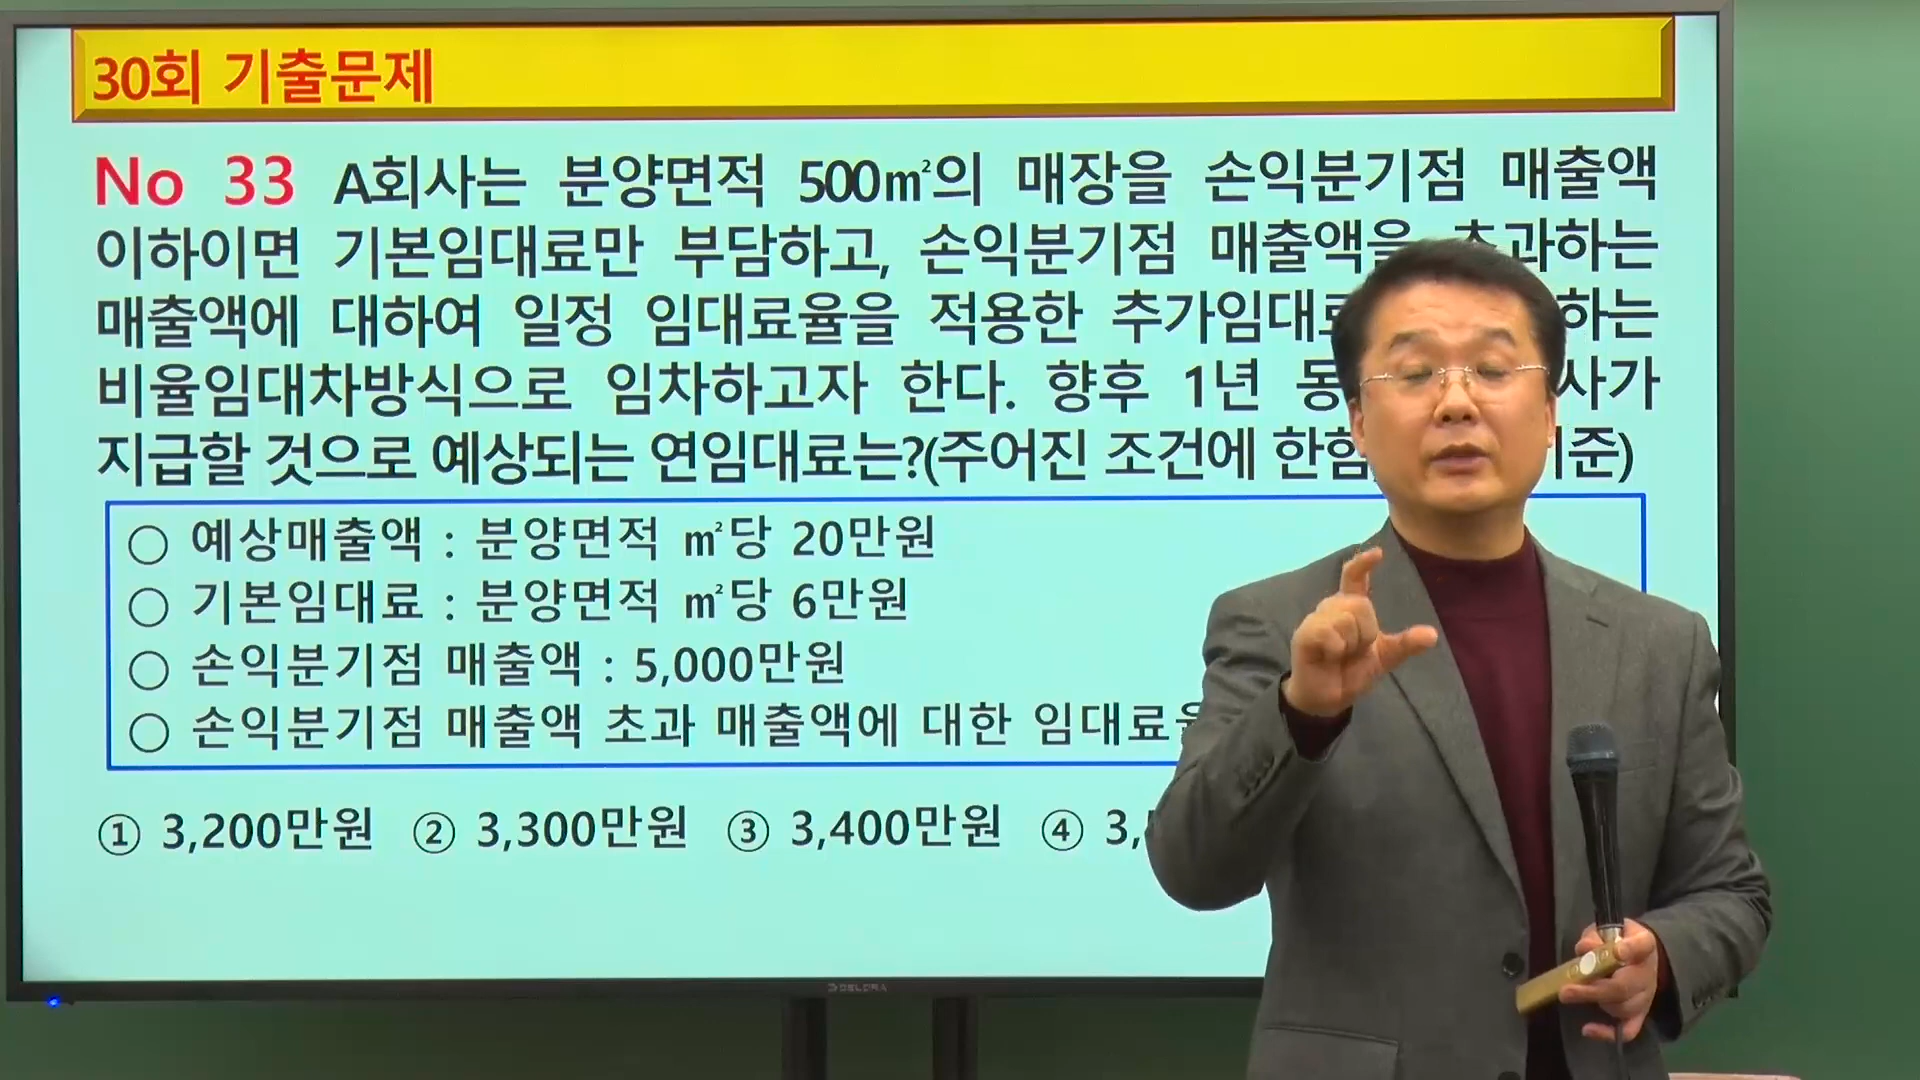 30회 기출문제
No 33 A회사는 분양면적 500㎡의 매장을 손익분기점 매출액
이하이면 기본임대료만 부담하고, 손익분기점 매출액을 초과하는
매출액에 대하여 일정 임대료율을 적용한 추가임대료 하는
비율임대차방식으로 임차하고자 한다. 향후 1년 동 사가
지급할 것으로 예상되는 연임대료는?(주어진 조건에 한함 기준)
○ 예상매출액 : 분양면적 ㎡당 20만원
○ 기본임대료 : 분양면적 ㎡당 6만원
○ 손익분기점 매출액 : 5,000만원
○ 손익분기점 매출액 초과 매출액에 대한 임대료율
① 3,200만원 ② 3,300만원 ③ 3,400만원 ④ 3,